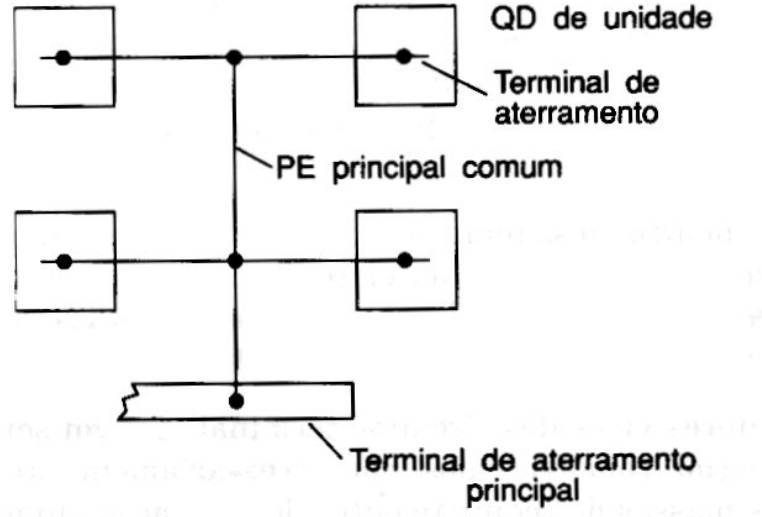 QD de unidade
Terminal de
aterramento
PE principal comum
Terminal de aterramento
principal